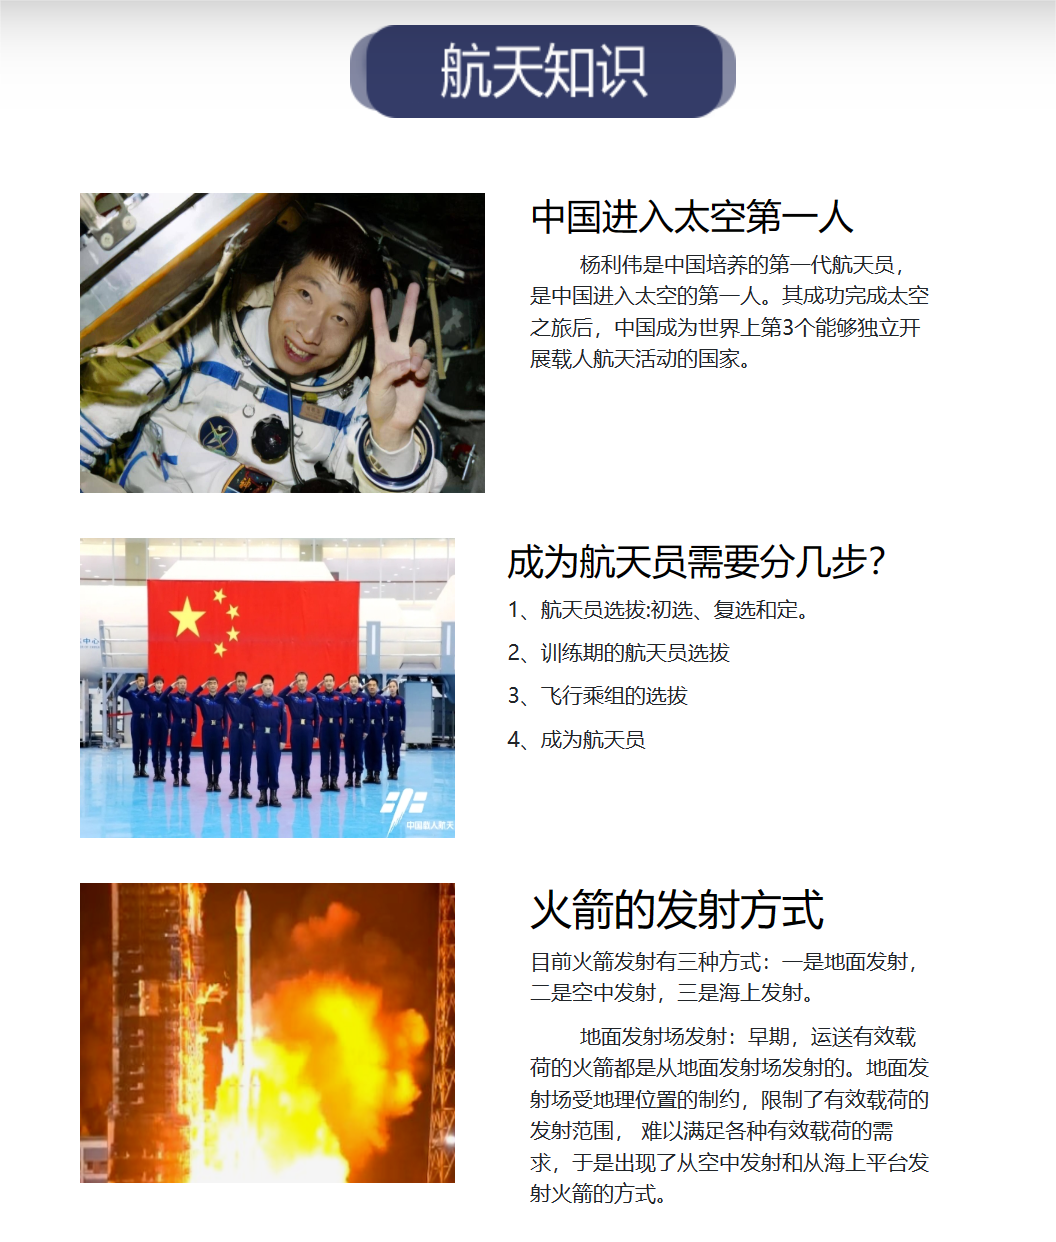 航天知识
中国进入太空第一人
杨利伟是中国培养的第一代航天员，
是中国进入太空的第一人。其成功完成太空
之旅后，中国成为世界上第3个能够独立开
展载人航天活动的国家。
成为航天员需要分几步？
1、航天员选拔:初选、复选和定。
2、训练期的航天员选拔
3、飞行乘组的选拔
4、成为航天员
中国载人航天
火箭的发射方式
目前火箭发射有三种方式：一是地面发射，
二是空中发射，三是海上发射。
地面发射场发射：早期，运送有效载
荷的火箭都是从地面发射场发射的。地面发
射场受地理位置的制约，限制了有效载荷的
发射范围， 难以满足各种有效载荷的需
求，于是出现了从空中发射和从海上平台发
射火箭的方式。